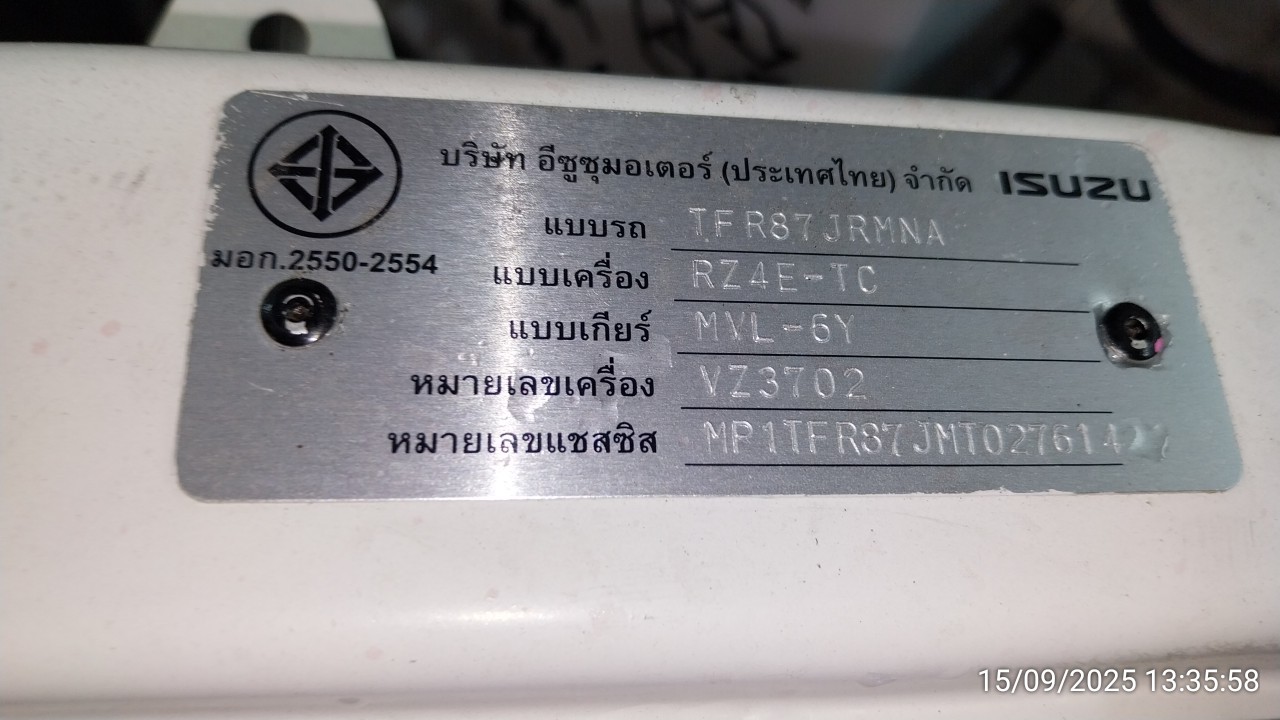 บริษัท อีซูซุมอเตอร์ (ประเทศไทย) จำกัด ISUZU
มอก.2550-2554
แบบรถ TFR87JRMNA
แบบเครื่อง RZ4E-TC
แบบเกียร์ MVL-6Y
หมายเลขเครื่อง VZ3702
หมายเลขแชสซิส
15/09/2025 13:35:58